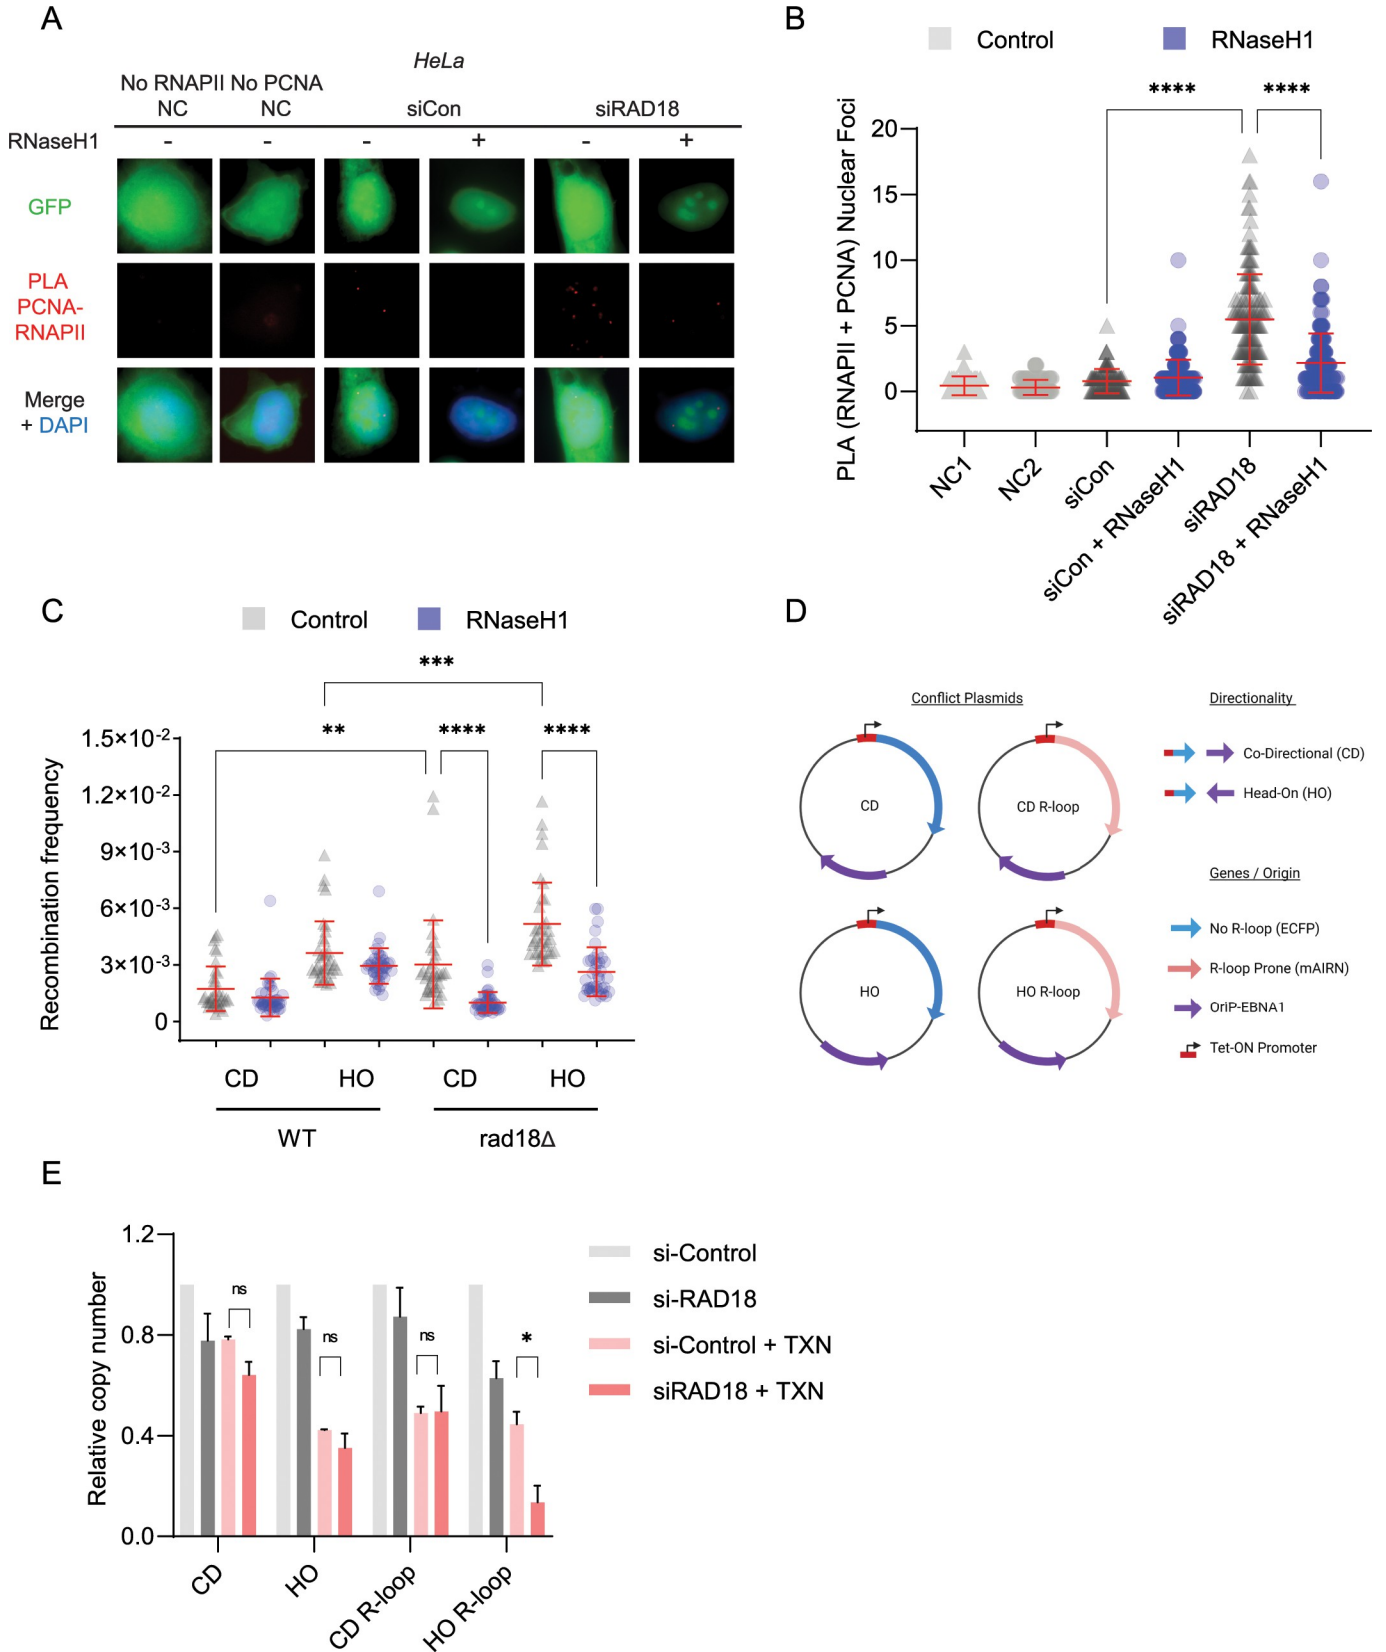 A
HeLa
No RNAPII No PCNA
NC NC siCon siRAD18
RNaseH1 - - - + - +
GFP
PLA
PCNA-
RNAPII
Merge
+ DAPI
B
Control RNaseH1
**** ****
PLA (RNAPII + PCNA) Nuclear Foci
20
15
10
5
0
NC1
NC2
siCon
siCon + RNaseH1
siRAD18
siRAD18 + RNaseH1
C
Control RNaseH1
***
** **** ****
Recombination frequency
1.5×10-2
1.2×10-2
9×10-3
6×10-3
3×10-3
0
CD HO CD HO
WT rad18Δ
D
Conflict Plasmids
CD
CD R-loop
HO
HO R-loop
Directionality
Co-Directional (CD)
Head-On (HO)
Genes / Origin
No R-loop (ECFP)
R-loop Prone (mAIRN)
OriP-EBNA1
Tet-ON Promoter
E
Relative copy number
1.2
0.8
0.4
0.0
ns
ns
ns
*
CD
HO
CD R-loop
HO R-loop
si-Control
si-RAD18
si-Control + TXN
siRAD18 + TXN